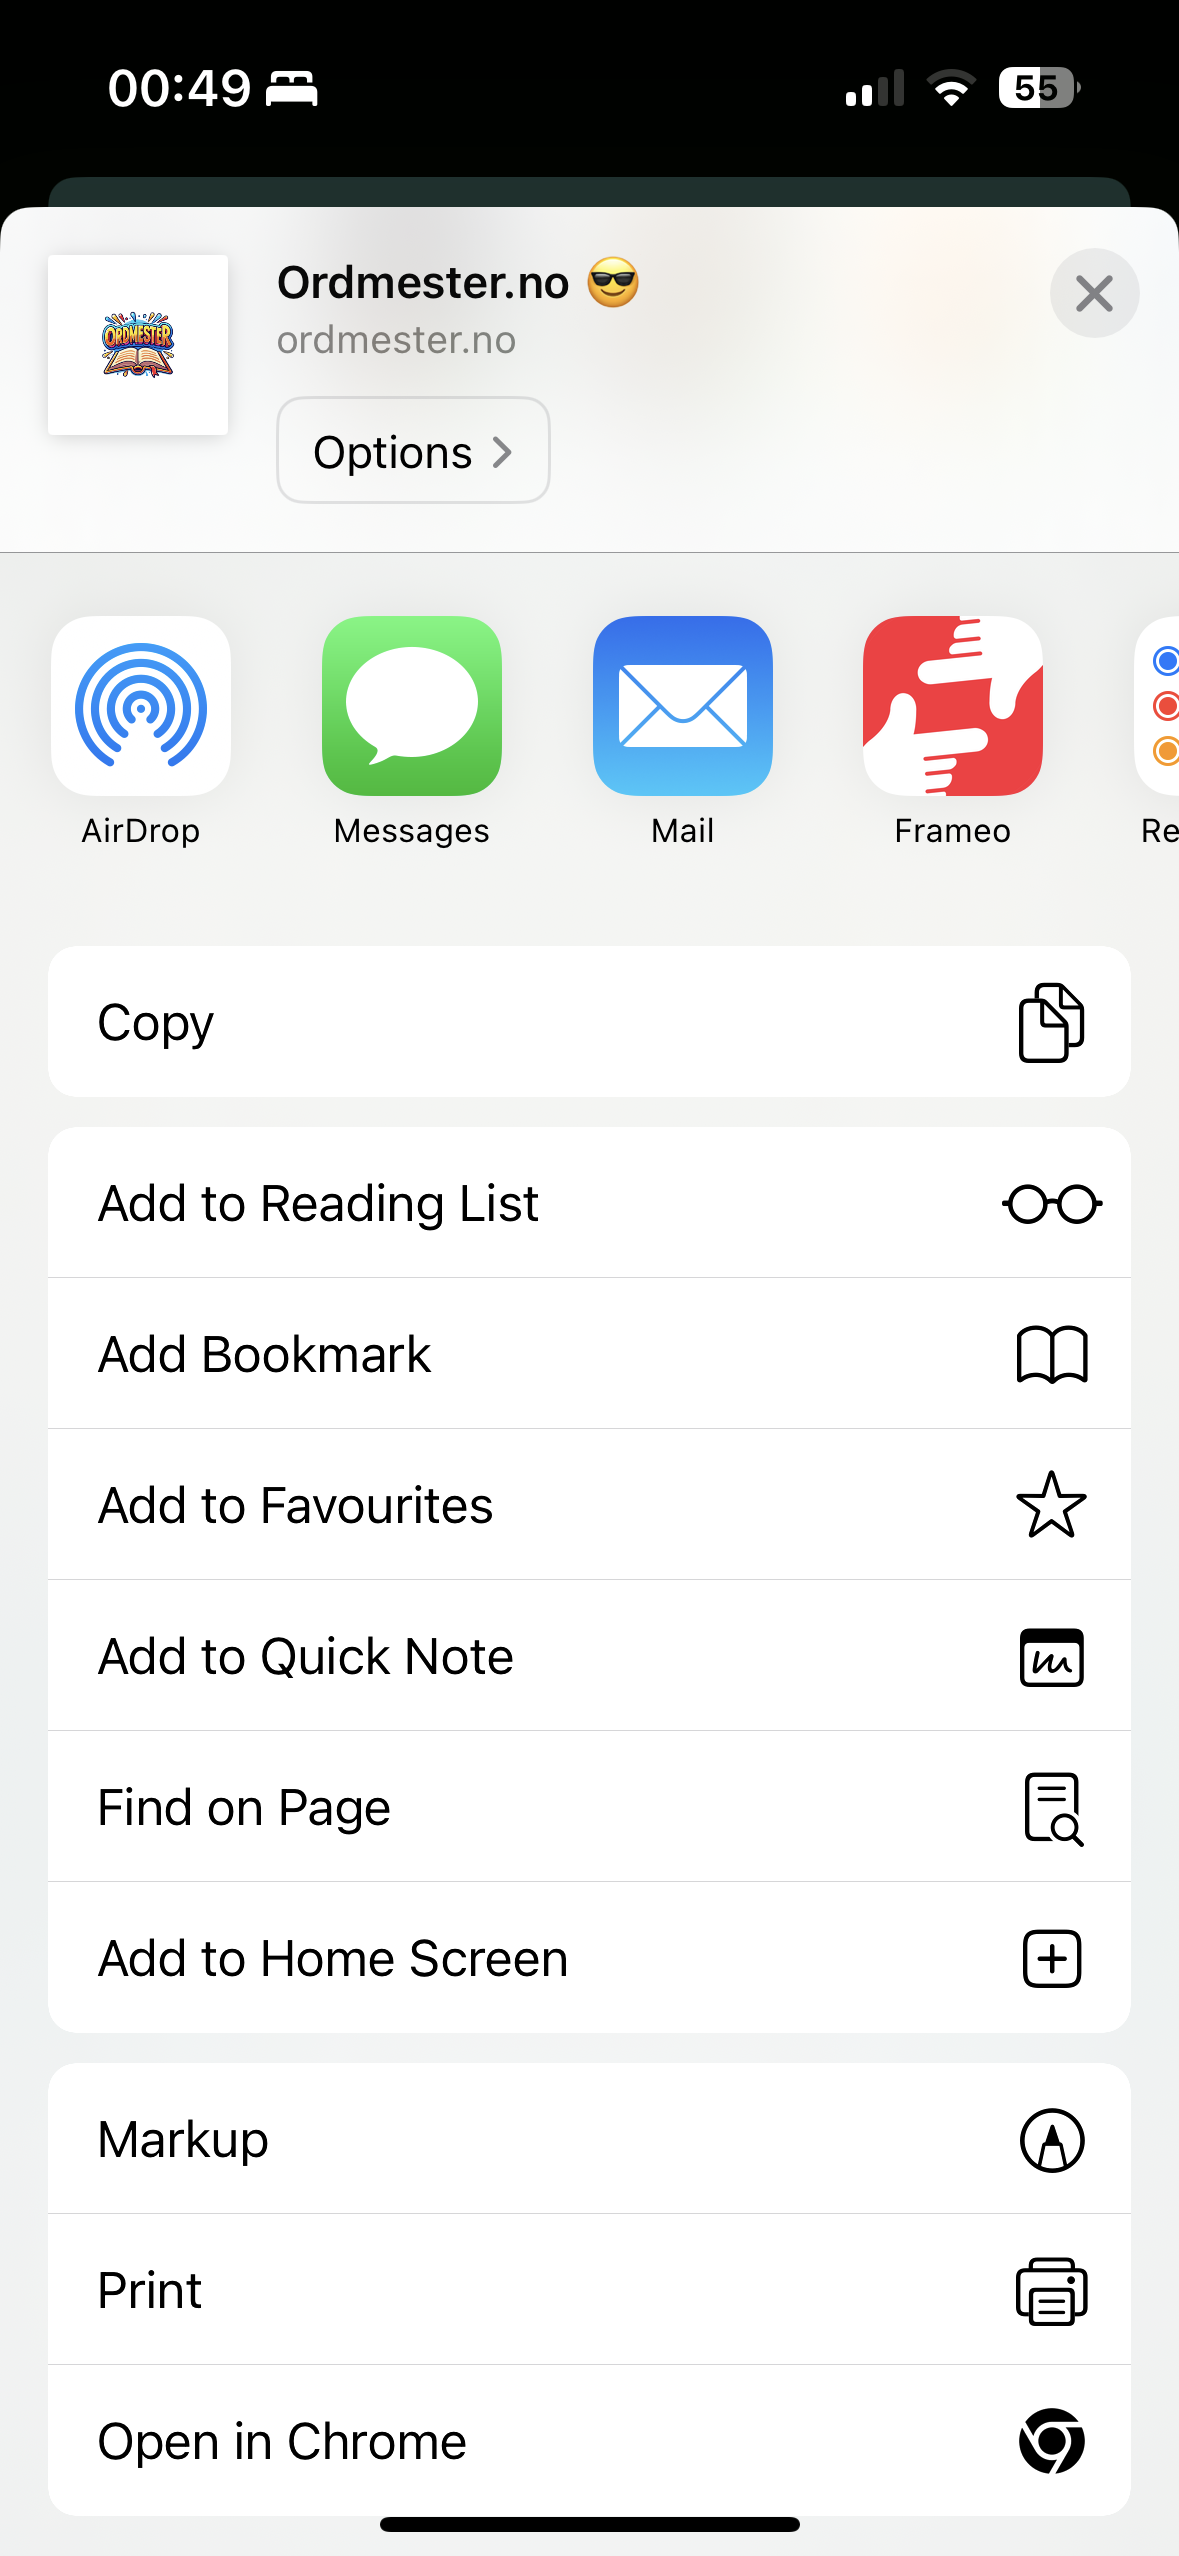 00:49
55
ORDMESTER
Ordmester.no 😎
ordmester.no
Options
AirDrop
Messages
Mail
Frameo
Re
Copy
Add to Reading List
Add Bookmark
Add to Favourites
Add to Quick Note
Find on Page
Add to Home Screen
Markup
Print
Open in Chrome